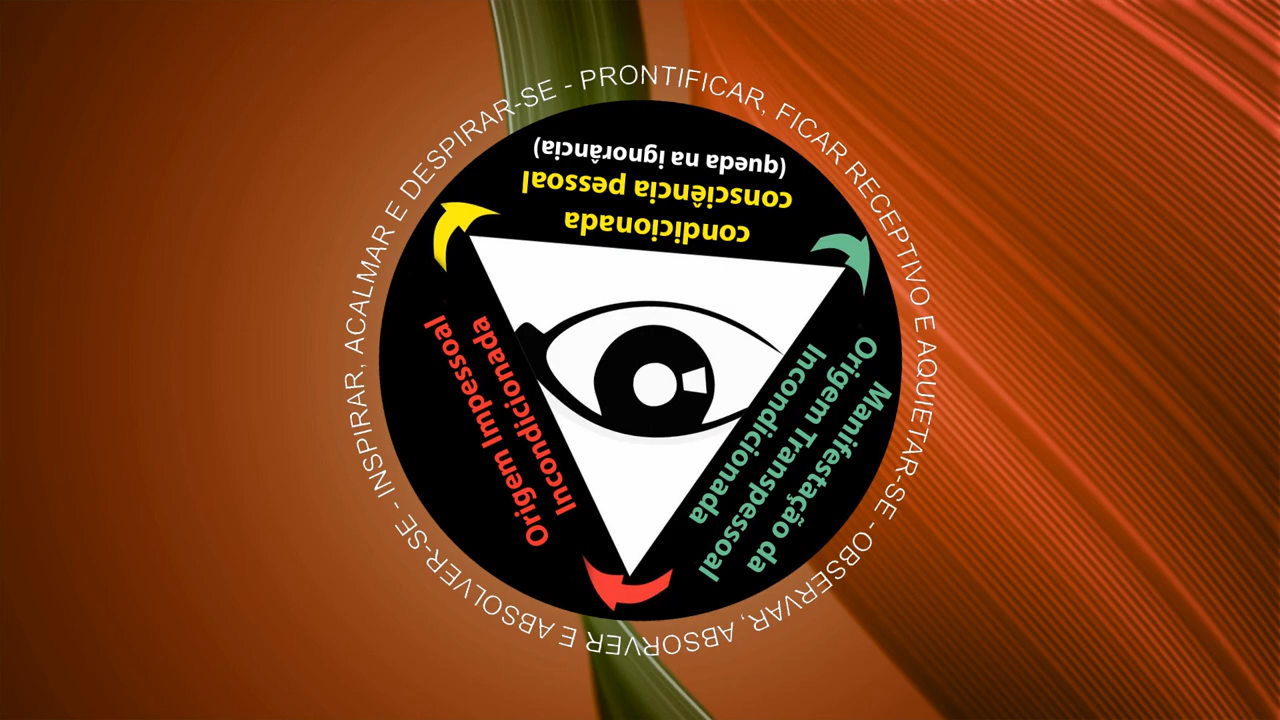 INSPIRAR, ACALMAR E DESPIRAR-SE - PRONTIFICAR, FICAR RECEPTIVO E AQUIETAR-SE - OBSERVAR, ABSORVER E ABSOLVER-SE -
condicionada
consciência pessoal
(queda na ignorância)
Origem Impessoal
Incondicionada
Manifestação da
Origem Transpessoal
Incondicionada